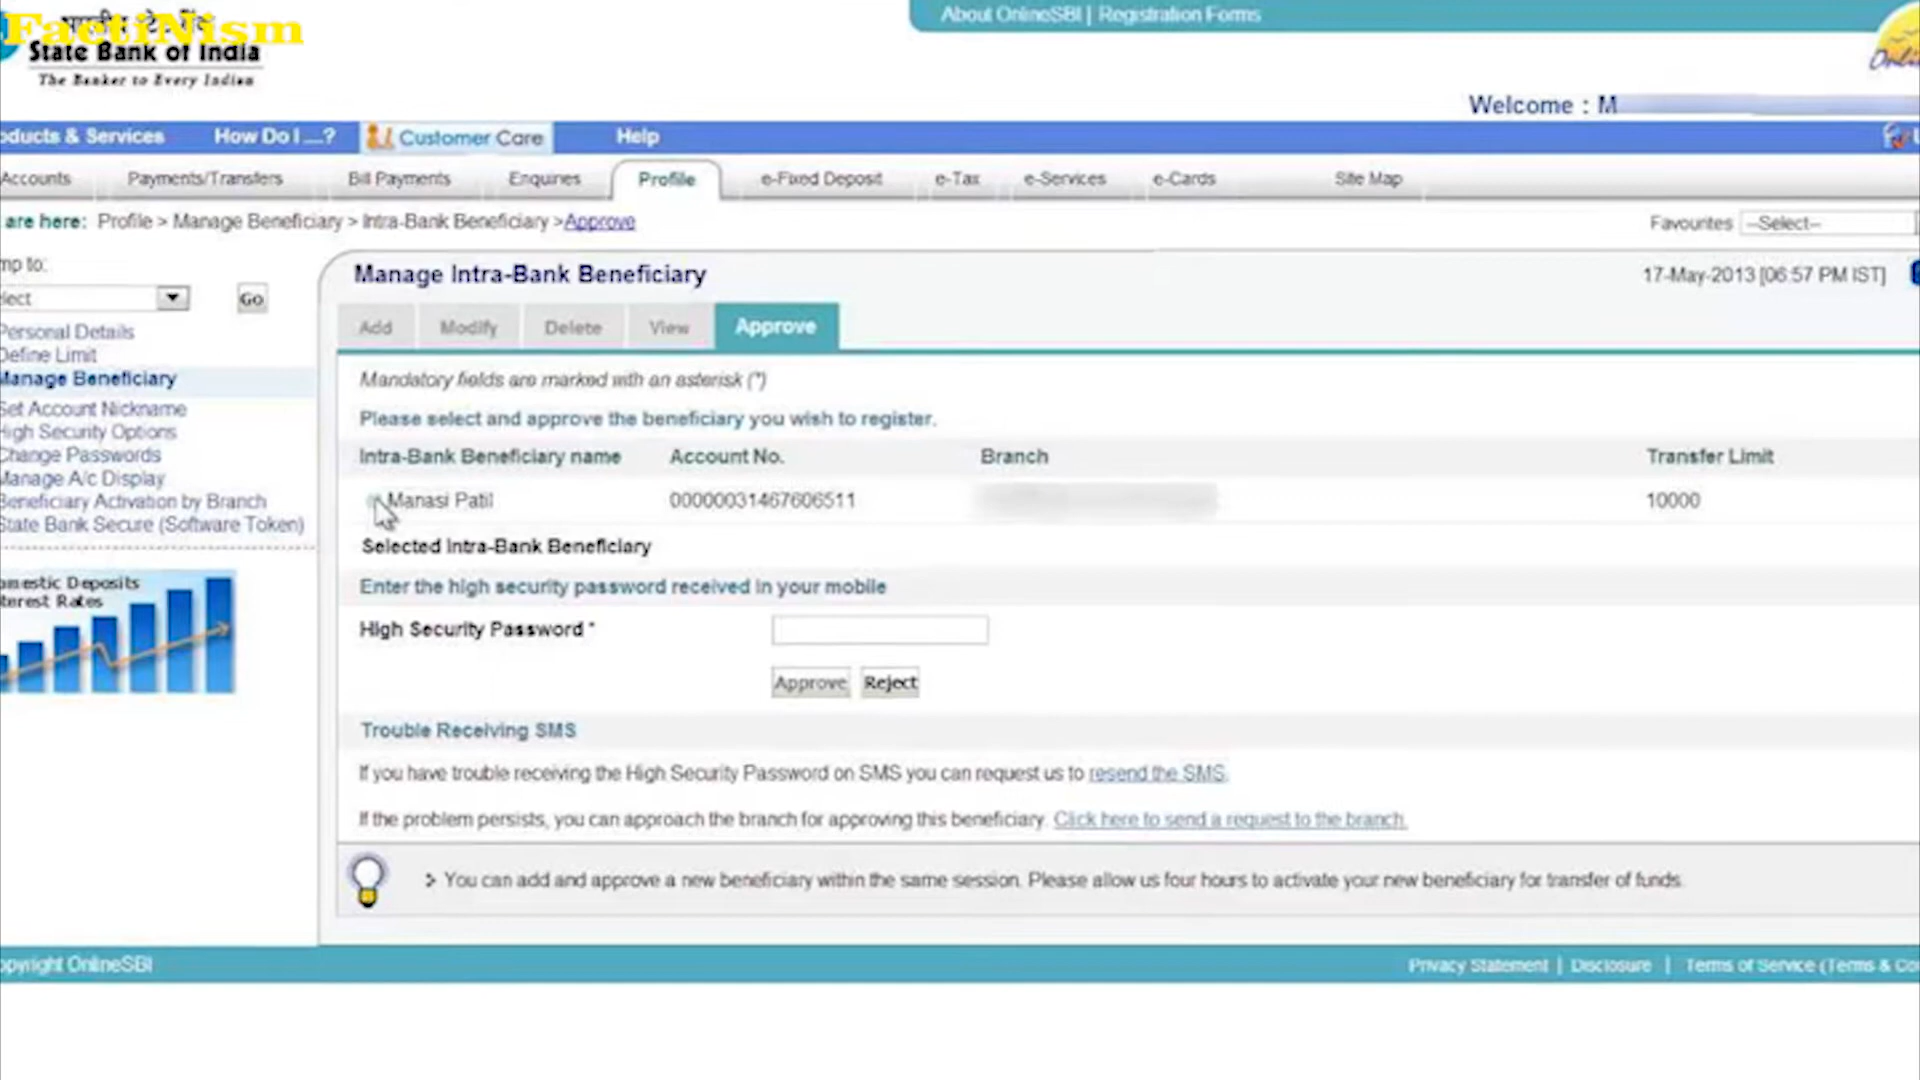 FactiNism
State Bank of India
The Banker to Every Indian
About OnlineSBI | Registration Forms
Welcome : M
oducts & Services How Do I ....? Customer Care Help
Accounts Payments/Transfers Bill Payments Enquiries Profile e-Fixed Deposit e-Tax e-Services e-Cards Site Map
are here: Profile > Manage Beneficiary > Intra-Bank Beneficiary >Approve
Favourites --Select--
mp to:
lect Go
Personal Details
Define Limit
Manage Beneficiary
Set Account Nickname
High Security Options
Change Passwords
Manage A/c Display
Beneficiary Activation by Branch
State Bank Secure (Software Token)
omestic Deposits
terest Rates
Manage Intra-Bank Beneficiary
17-May-2013 [06:57 PM IST]
Add Modify Delete View Approve
Mandatory fields are marked with an asterisk (*)
Please select and approve the beneficiary you wish to register.
Intra-Bank Beneficiary name Account No. Branch Transfer Limit
Manasi Patil 00000031467606511 10000
Selected Intra-Bank Beneficiary
Enter the high security password received in your mobile
High Security Password *
Approve Reject
Trouble Receiving SMS
If you have trouble receiving the High Security Password on SMS you can request us to resend the SMS.
If the problem persists, you can approach the branch for approving this beneficiary. Click here to send a request to the branch.
> You can add and approve a new beneficiary within the same session. Please allow us four hours to activate your new beneficiary for transfer of funds.
opyright OnlineSBI
Privacy Statement | Disclosure | Terms of Service (Terms & Co